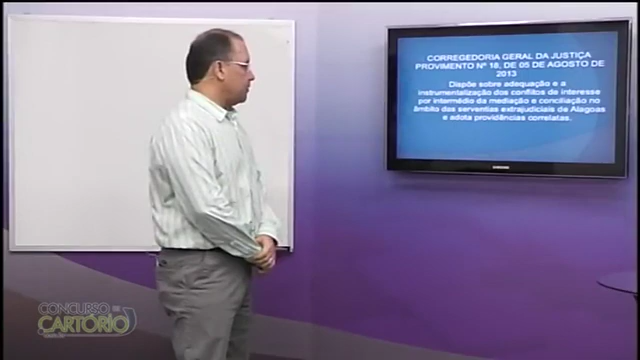 CORREGEDORIA GERAL DA JUSTIÇA
PROVIMENTO Nº 18, DE 05 DE AGOSTO DE
2013
Dispõe sobre adequação e a
instrumentalização dos conflitos de interesse
por intermédio da mediação e conciliação no
âmbito das serventias extrajudiciais de Alagoas
e adota providências correlatas.
SAMSUNG
CONCURSO DE
CARTÓRIO